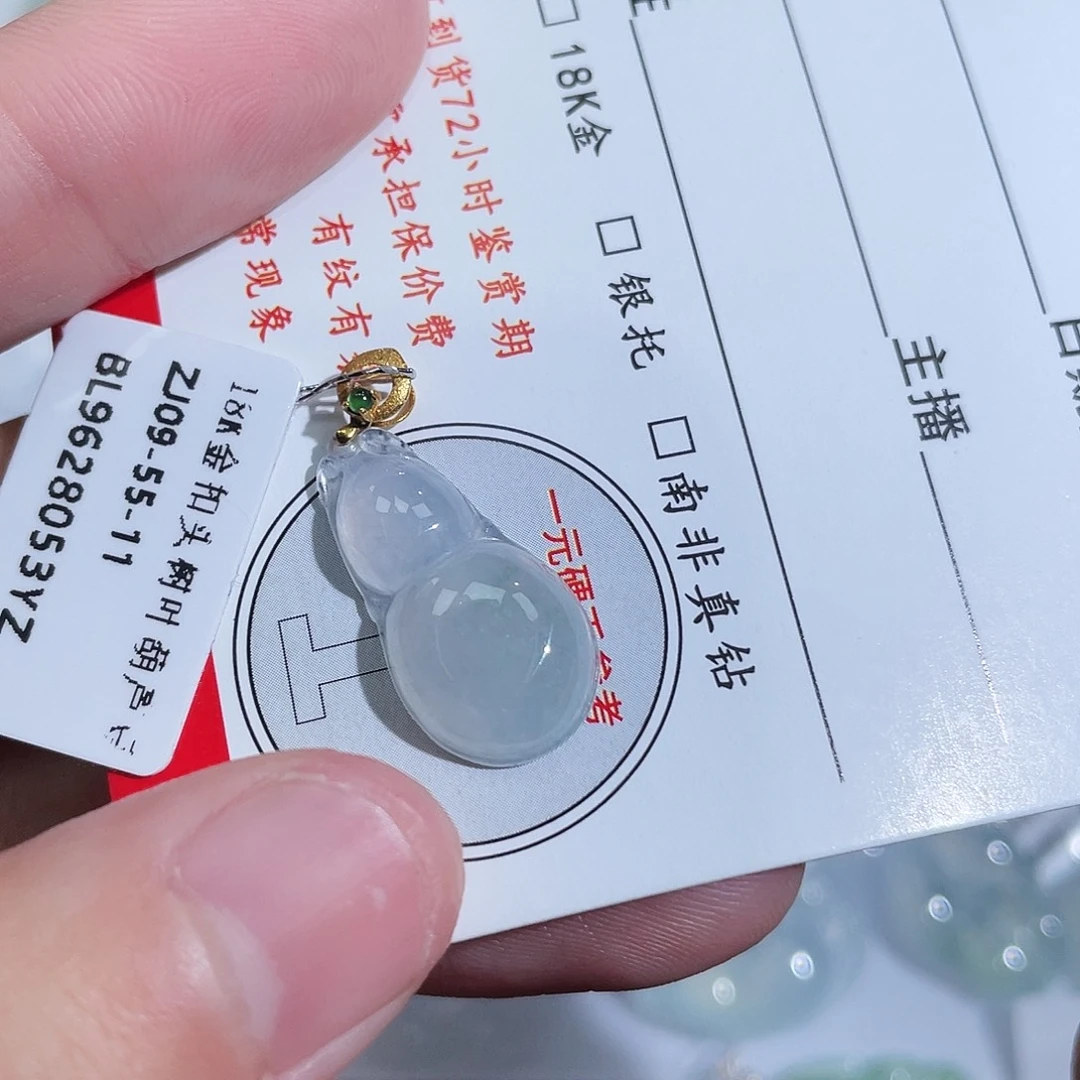 18K金扣头树叶葫芦
ZJ09-55-11
BL9628053YZ
到货72小时鉴赏期
承担保价费
有纹有
常现象
一元硬
参考
18K金
银托
南非真钻
主播